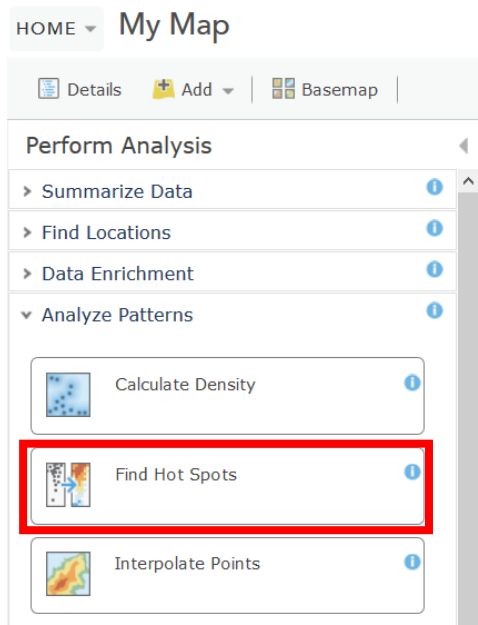 HOME My Map
Details Add Basemap
Perform Analysis
Summarize Data
Find Locations
Data Enrichment
Analyze Patterns
Calculate Density
Find Hot Spots
Interpolate Points